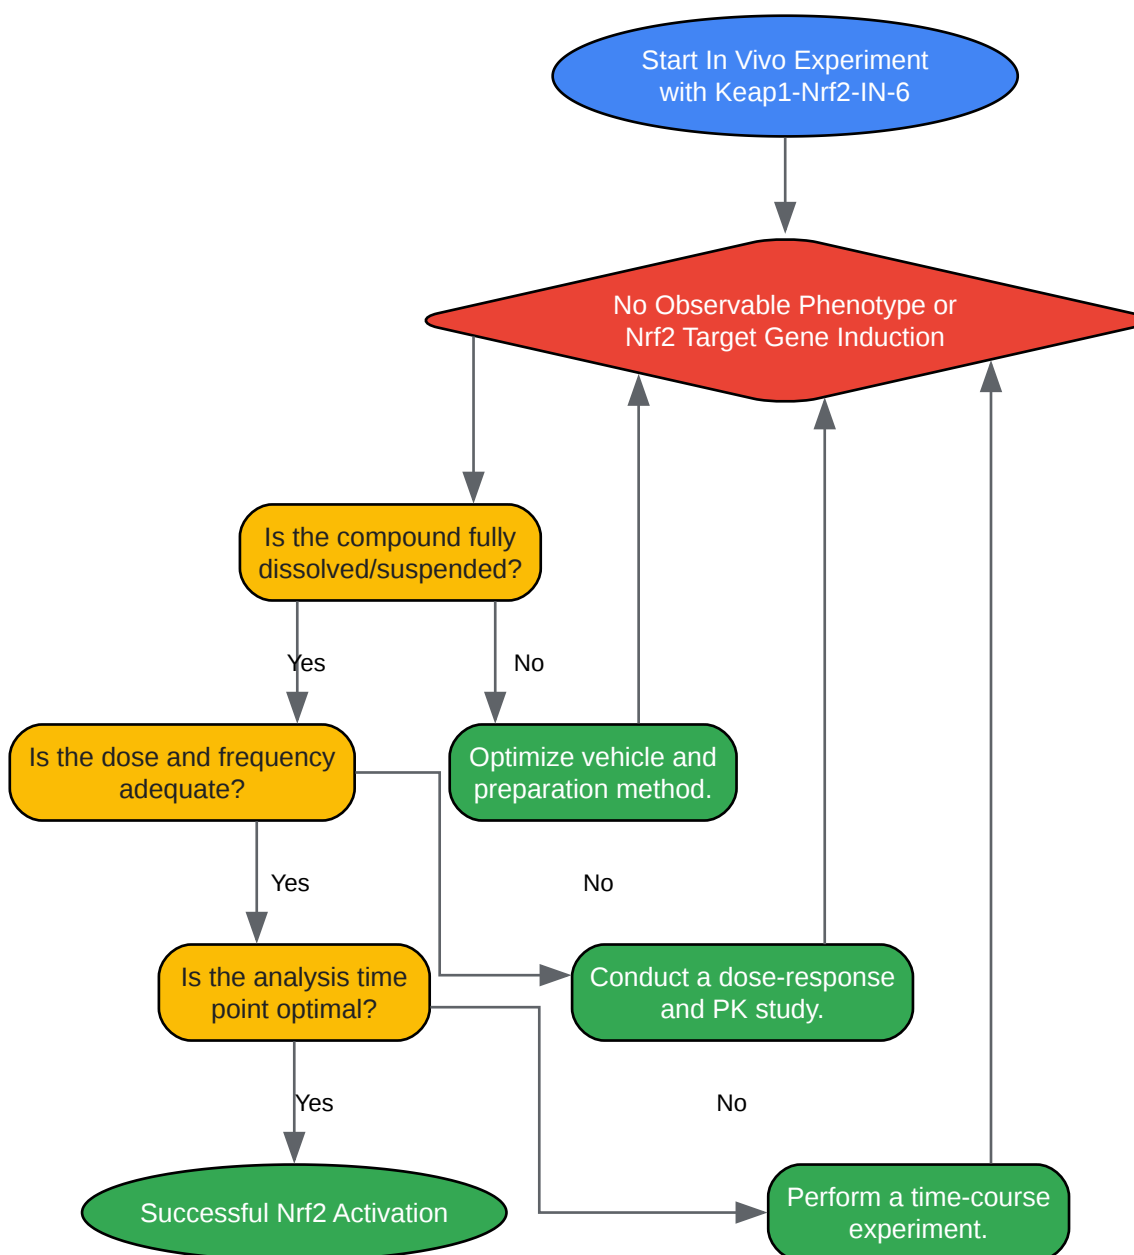 Start In Vivo Experiment
with Keap1-Nrf2-IN-6
No Observable Phenotype or
Nrf2 Target Gene Induction
Is the compound fully
dissolved/suspended?
Yes
No
Is the dose and frequency
adequate?
Optimize vehicle and
preparation method.
Yes
No
Is the analysis time
point optimal?
Conduct a dose-response
and PK study.
Yes
No
Successful Nrf2 Activation
Perform a time-course
experiment.